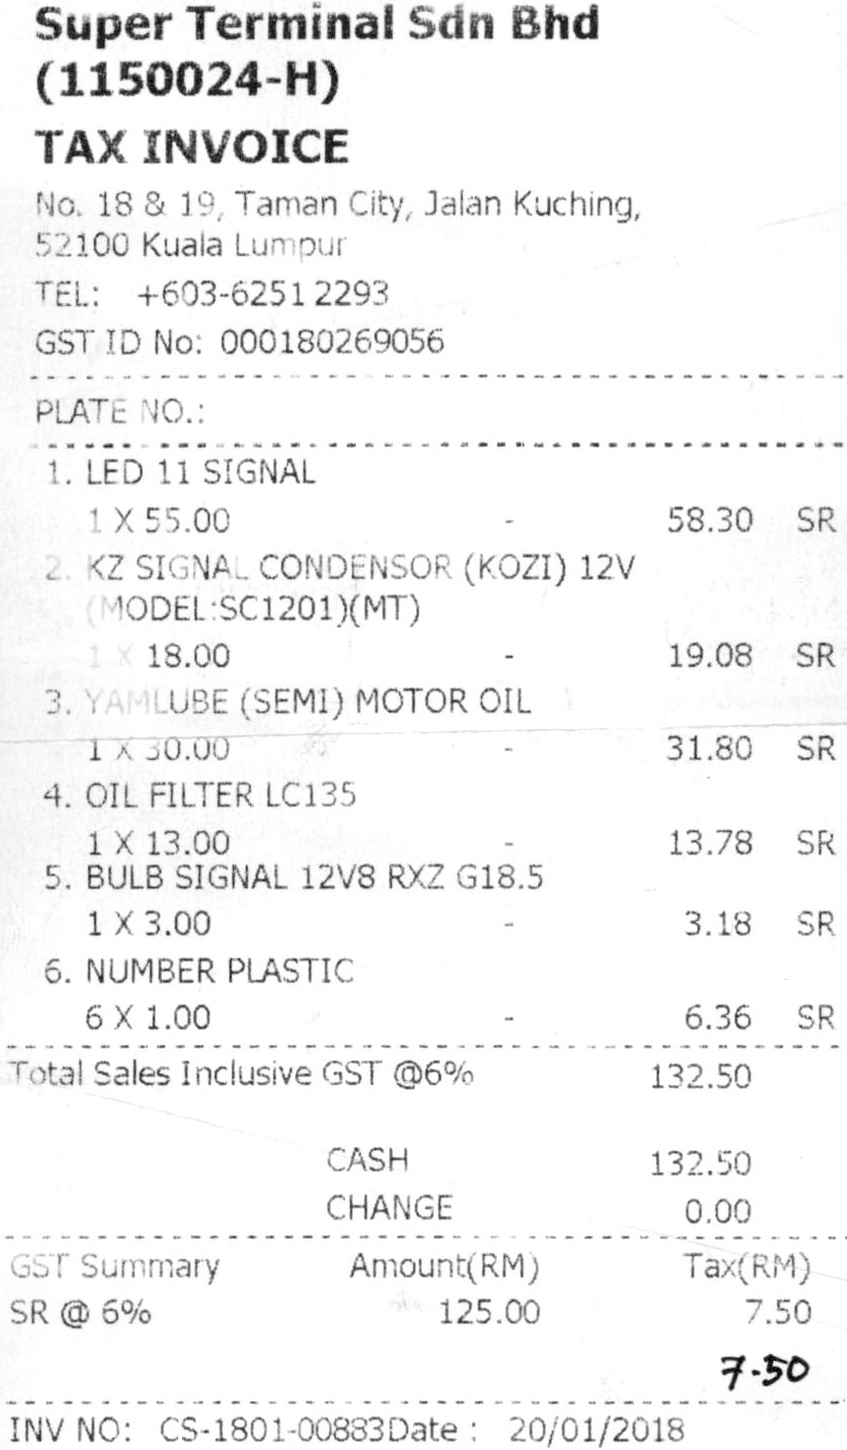 Super Terminal Sdn Bhd
(1150024-H)
TAX INVOICE
No. 18 & 19, Taman City, Jalan Kuching,
52100 Kuala Lumpur
TEL: +603-6251 2293
GST ID No: 000180269056
PLATE NO.:
1. LED 11 SIGNAL
1 X 55.00 - 58.30 SR
2. KZ SIGNAL CONDENSOR (KOZI) 12V
(MODEL:SC1201)(MT)
1 X 18.00 - 19.08 SR
3. YAMLUBE (SEMI) MOTOR OIL
1 X 30.00 - 31.80 SR
4. OIL FILTER LC135
1 X 13.00 - 13.78 SR
5. BULB SIGNAL 12V8 RXZ G18.5
1 X 3.00 - 3.18 SR
6. NUMBER PLASTIC
6 X 1.00 - 6.36 SR
Total Sales Inclusive GST @6% 132.50
CASH 132.50
CHANGE 0.00
GST Summary Amount(RM) Tax(RM)
SR @ 6% 125.00 7.50
7.50
INV NO: CS-1801-00883Date : 20/01/2018